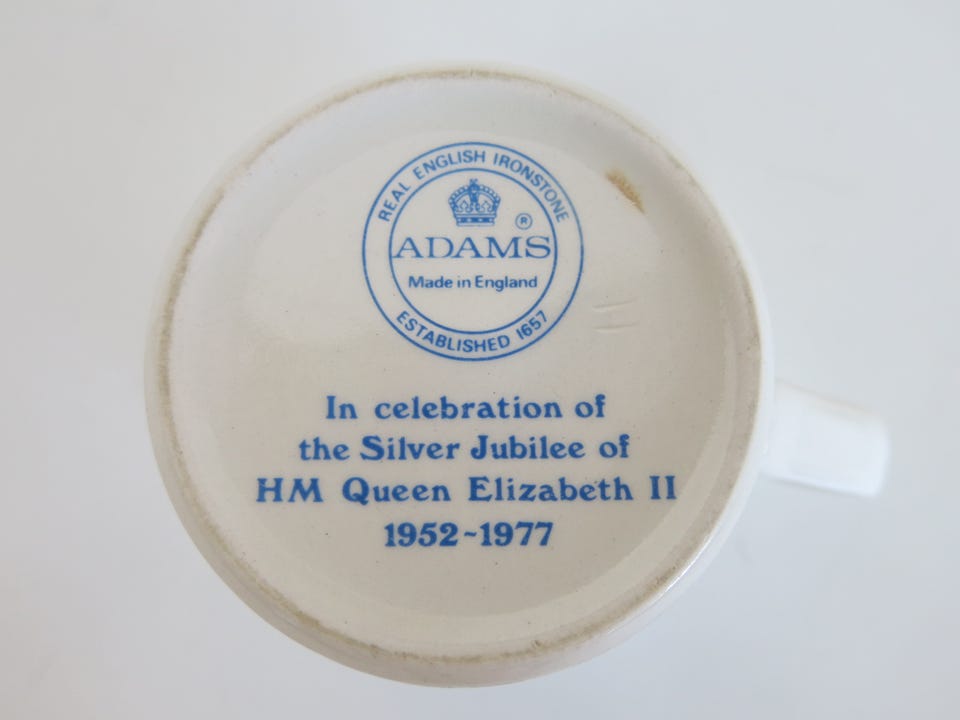 REAL ENGLISH IRONSTONE
®
ADAMS
Made in England
ESTABLISHED 1657
In celebration of
the Silver Jubilee of
HM Queen Elizabeth II
1952~1977